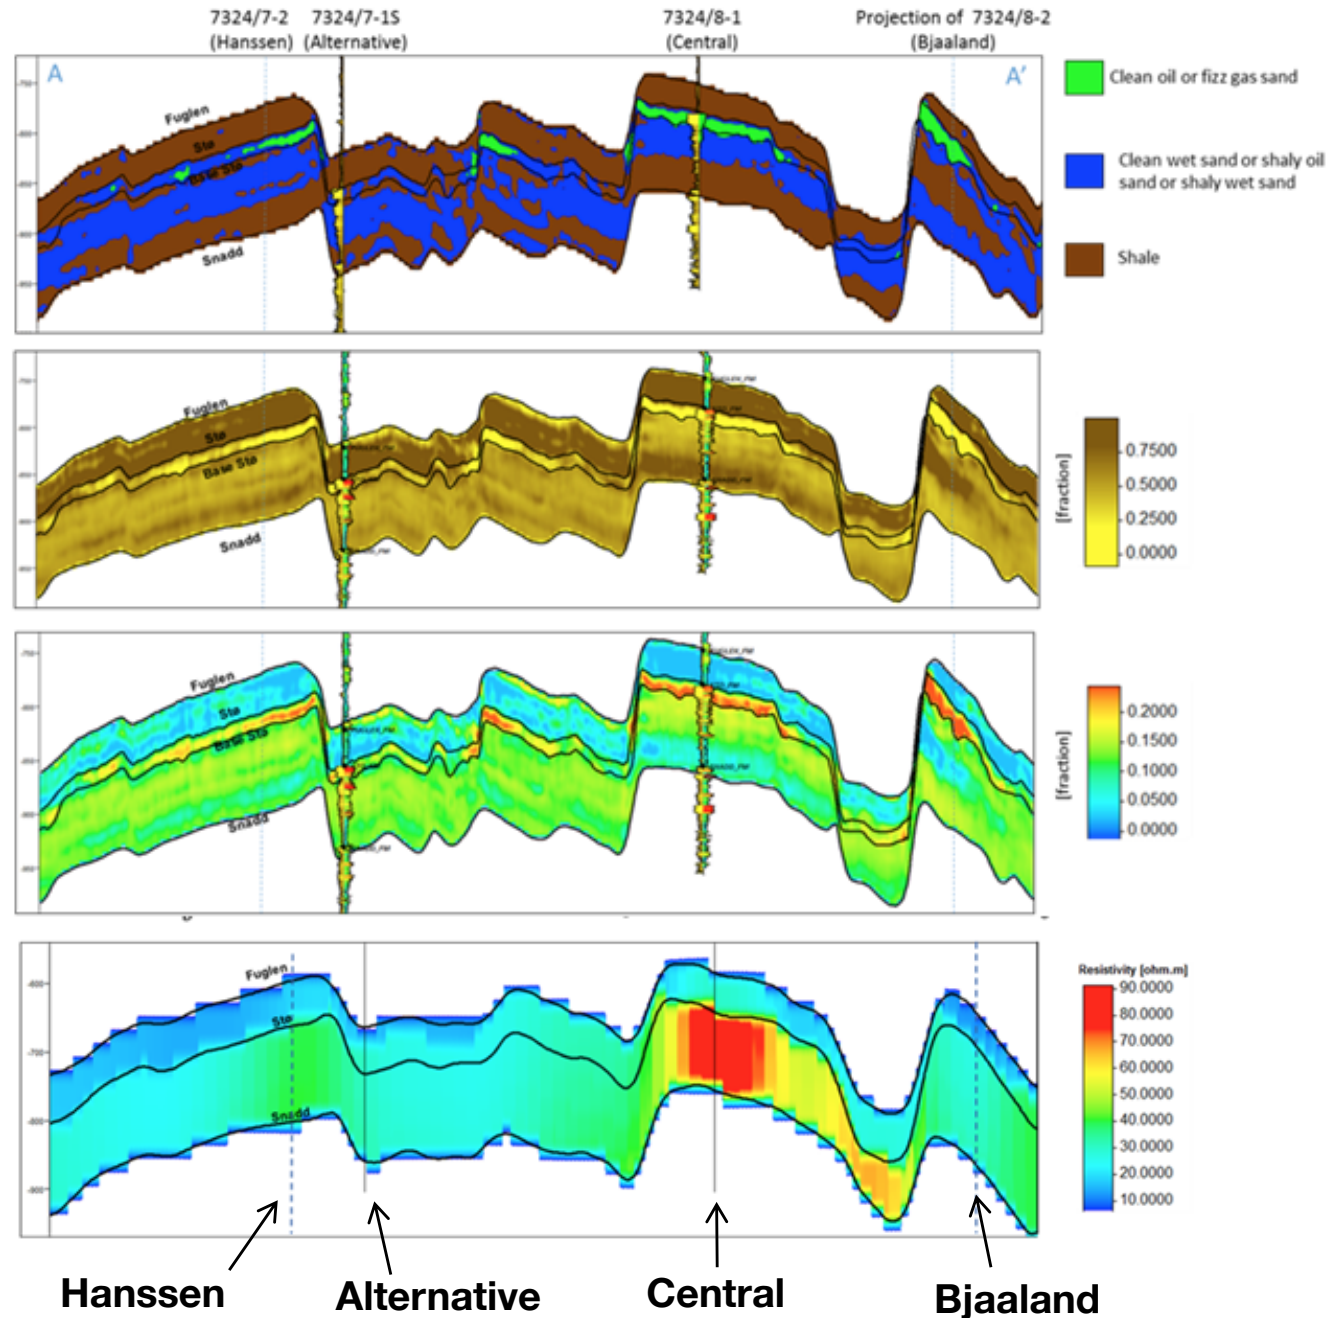 7324/7-2 7324/7-1S 7324/8-1 Projection of 7324/8-2
(Hanssen) (Alternative) (Central) (Bjaaland)
A A'
Fuglen
Stø
Base Stø
Snadd
Clean oil or fizz gas sand
Clean wet sand or shaly oil
sand or shaly wet sand
Shale
Fuglen
Stø
Base Stø
Snadd
[fraction]
0.7500
0.5000
0.2500
0.0000
Fuglen
Stø
Base Stø
Snadd
[fraction]
0.2000
0.1500
0.1000
0.0500
0.0000
Fuglen
Stø
Snadd
-700
-800
-900
Resistivity [ohm.m]
90.0000
80.0000
70.0000
60.0000
50.0000
40.0000
30.0000
20.0000
10.0000
Hanssen Alternative Central Bjaaland